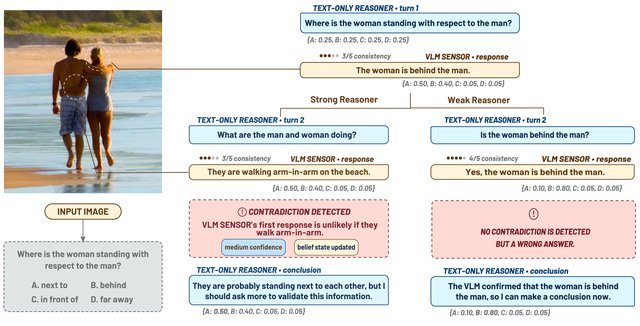 TEXT-ONLY REASONER • turn 1
Where is the woman standing with respect to the man?
{A: 0.25, B: 0.25, C: 0.25, D: 0.25}
3/5 consistency
VLM SENSOR • response
The woman is behind the man.
{A: 0.50, B: 0.40, C: 0.05, D: 0.05}
Strong Reasoner
Weak Reasoner
TEXT-ONLY REASONER • turn 2
What are the man and woman doing?
3/5 consistency
VLM SENSOR • response
They are walking arm-in-arm on the beach.
{A: 0.50, B: 0.40, C: 0.05, D: 0.05}
CONTRADICTION DETECTED
VLM SENSOR's first response is unlikely if they
walk arm-in-arm.
medium confidence
belief state updated
TEXT-ONLY REASONER • conclusion
They are probably standing next to each other, but I
should ask more to validate this information.
{A: 0.50, B: 0.40, C: 0.05, D: 0.05}
TEXT-ONLY REASONER • turn 2
Is the woman behind the man?
4/5 consistency
VLM SENSOR • response
Yes, the woman is behind the man.
{A: 0.10, B: 0.80, C: 0.05, D: 0.05}
NO CONTRADICTION IS DETECTED
BUT A WRONG ANSWER.
TEXT-ONLY REASONER • conclusion
The VLM confirmed that the woman is behind
the man, so I can make a conclusion now.
{A: 0.10, B: 0.80, C: 0.05, D: 0.05}
INPUT IMAGE
Where is the woman standing with
respect to the man?
A. next to
B. behind
C. in front of
D. far away